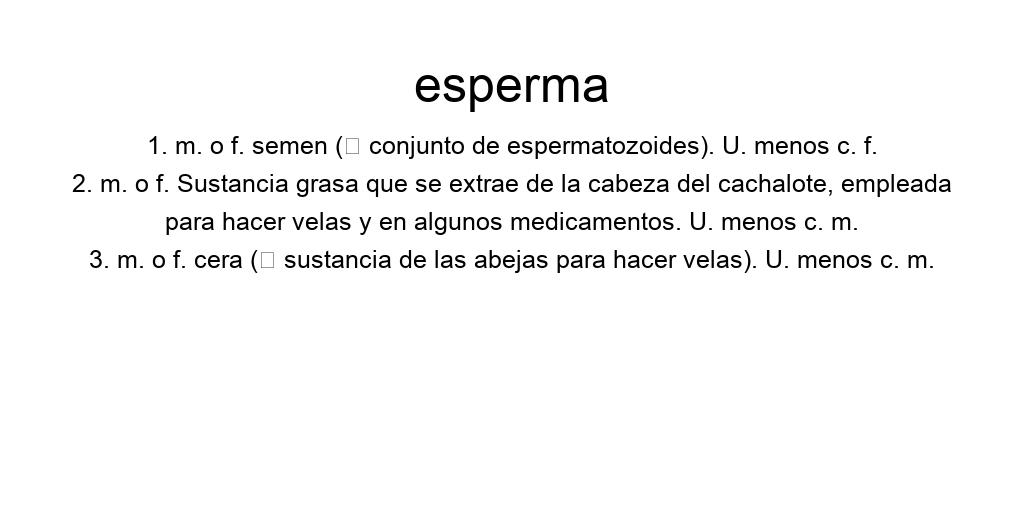 esperma
1. m. o f. semen (▯ conjunto de espermatozoides). U. menos c. f.
2. m. o f. Sustancia grasa que se extrae de la cabeza del cachalote, empleada
para hacer velas y en algunos medicamentos. U. menos c. m.
3. m. o f. cera (▯ sustancia de las abejas para hacer velas). U. menos c. m.